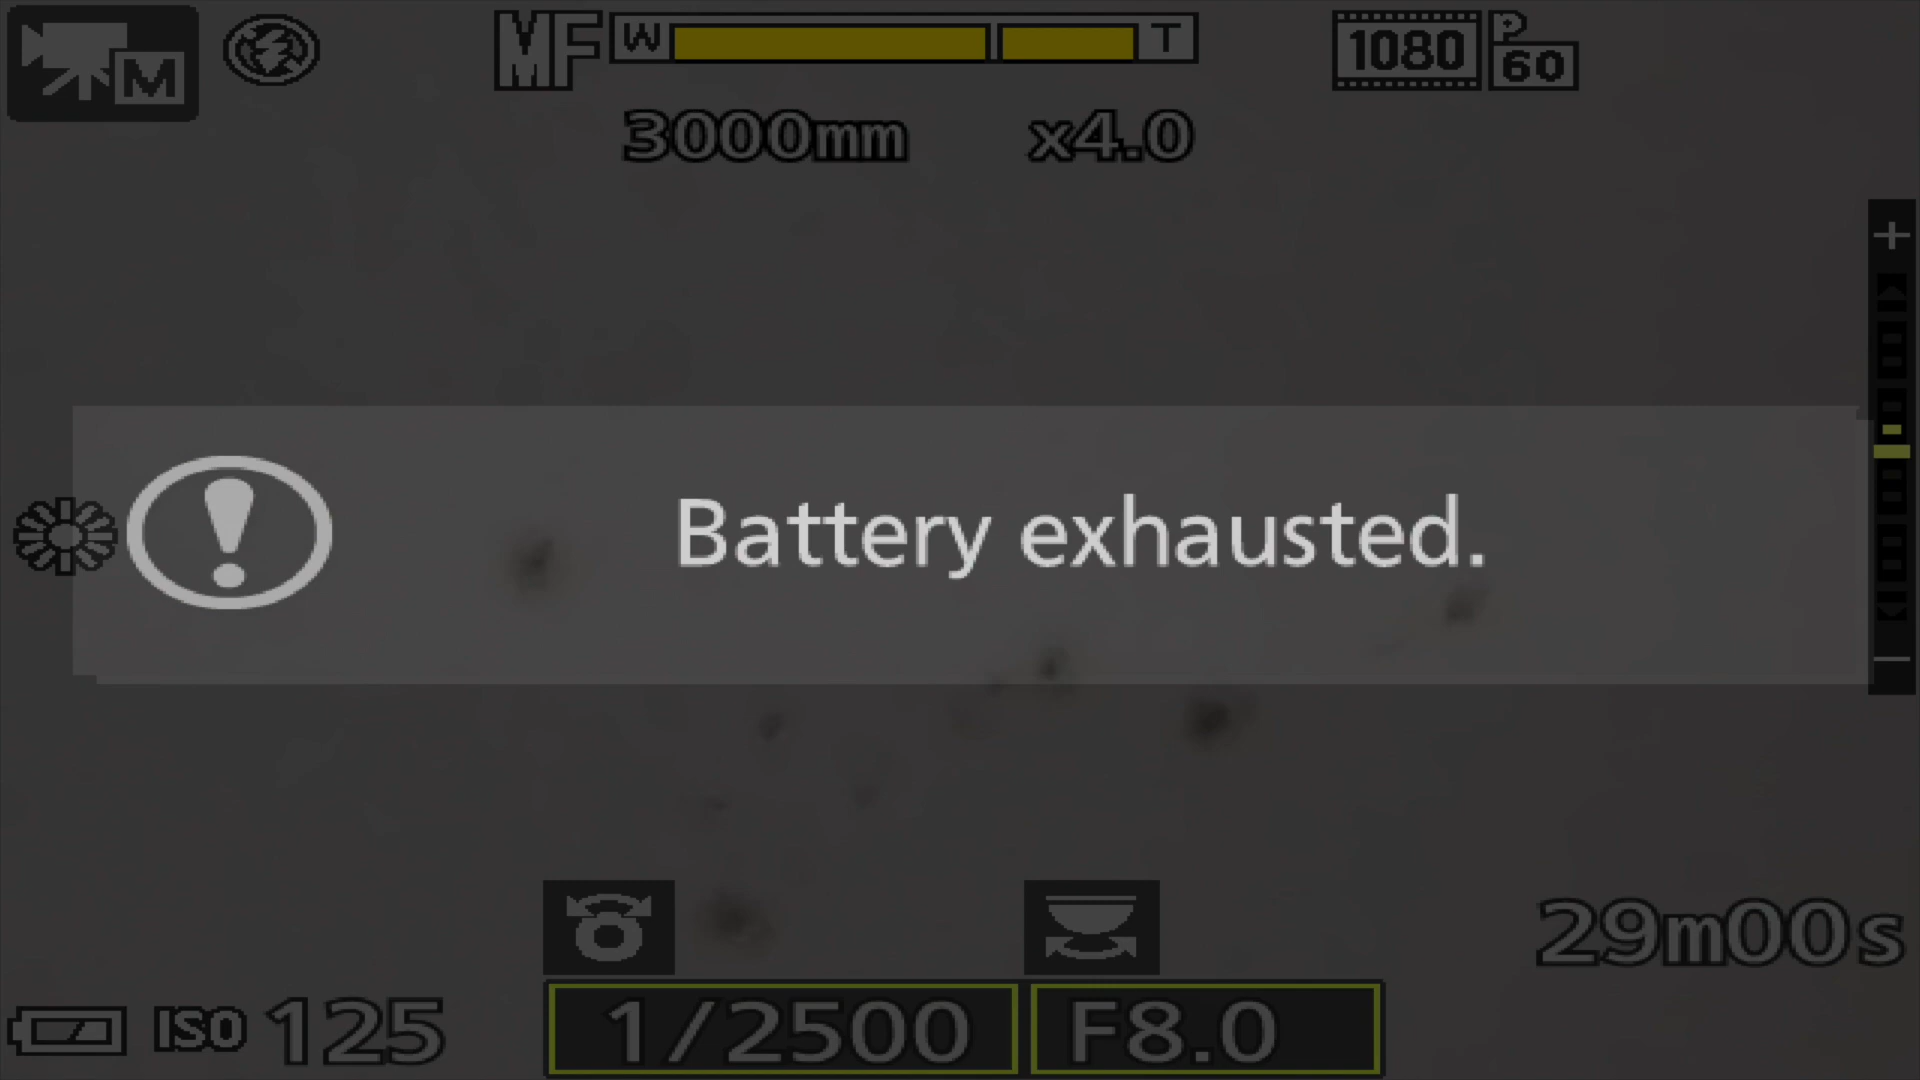 M MF W T 1080 P 60
3000mm x4.0
+
Battery exhausted.
29m00s
ISO 125 1/2500 F8.0